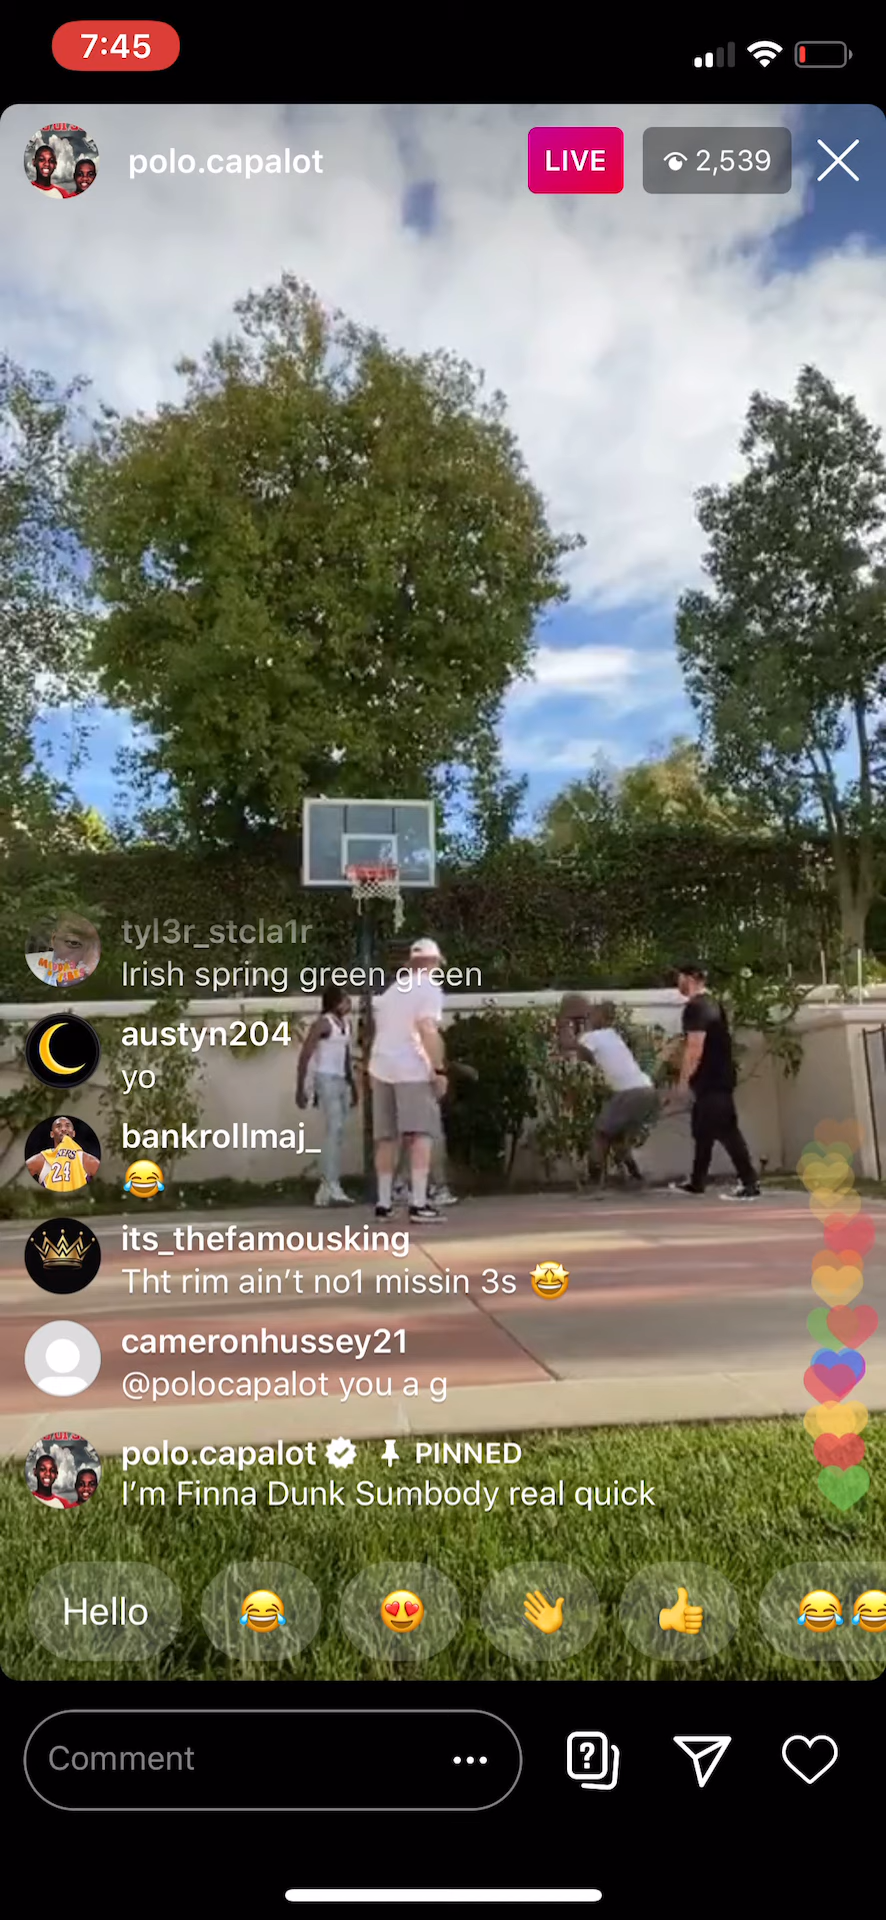 7:45
polo.capalot
LIVE
2,539
tyl3r_stcla1r
Irish spring green green
austyn204
yo
bankrollmaj_
😂
24
its_thefamousking
Tht rim ain’t no1 missin 3s 🤩
cameronhussey21
@polocapalot you a g
polo.capalot PINNED
I’m Finna Dunk Sumbody real quick
Hello 😂 😍 👋 👍 😂😂
Comment
?